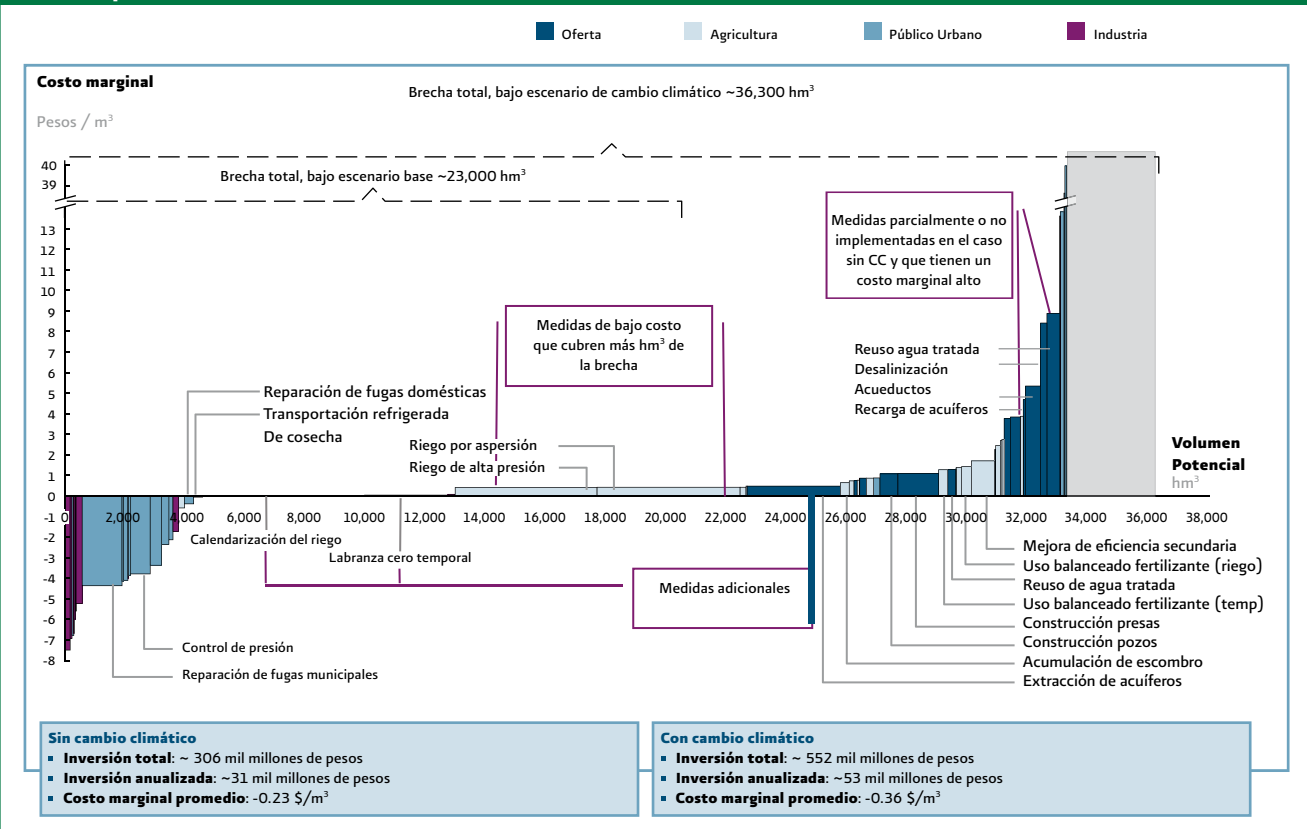 Oferta
Agricultura
Público Urbano
Industria
Costo marginal
Pesos / m³
Brecha total, bajo escenario de cambio climático ~36,300 hm³
Brecha total, bajo escenario base ~23,000 hm³
40
39
13
12
11
10
9
8
7
6
5
4
3
2
1
0
-1
-2
-3
-4
-5
-6
-7
-8
Medidas parcialmente o no
implementadas en el caso
sin CC y que tienen un
costo marginal alto
Medidas de bajo costo
que cubren más hm³ de
la brecha
Reuso agua tratada
Desalinización
Acueductos
Recarga de acuíferos
Reparación de fugas domésticas
Transportación refrigerada
De cosecha
Riego por aspersión
Riego de alta presión
Volumen
Potencial
hm³
0 2,000 4,000 6,000 8,000 10,000 12,000 14,000 16,000 18,000 20,000 22,000 24,000 26,000 28,000 30,000 32,000 34,000 36,000 38,000
Calendarización del riego
Labranza cero temporal
Medidas adicionales
Control de presión
Reparación de fugas municipales
Mejora de eficiencia secundaria
Uso balanceado fertilizante (riego)
Reuso de agua tratada
Uso balanceado fertilizante (temp)
Construcción presas
Construcción pozos
Acumulación de escombro
Extracción de acuíferos
Sin cambio climático
▪ Inversión total: ~ 306 mil millones de pesos
▪ Inversión anualizada: ~31 mil millones de pesos
▪ Costo marginal promedio: -0.23 $/m³
Con cambio climático
▪ Inversión total: ~ 552 mil millones de pesos
▪ Inversión anualizada: ~53 mil millones de pesos
▪ Costo marginal promedio: -0.36 $/m³